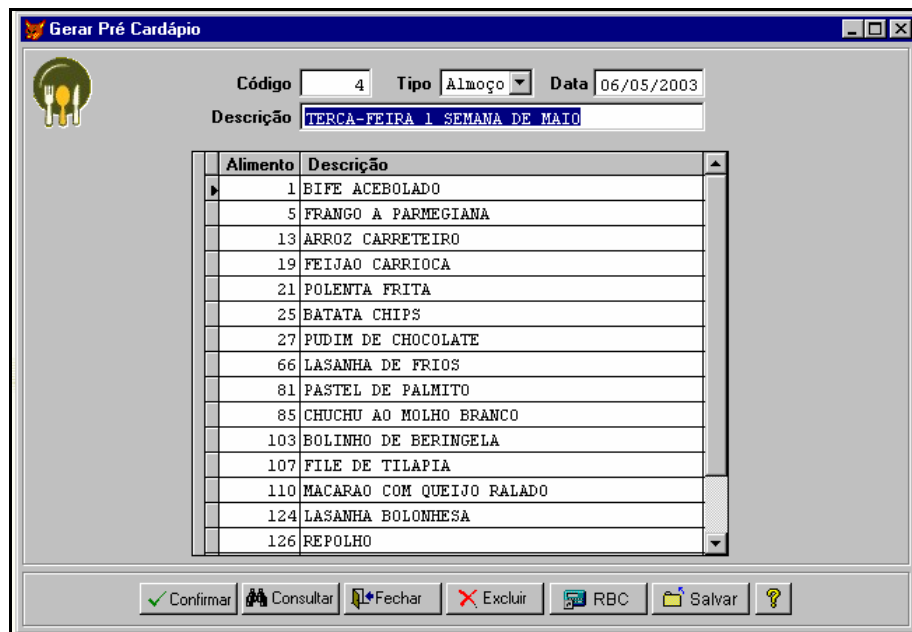 Gerar Pré Cardápio
Código 4 Tipo Almoço Data 06/05/2003
Descrição TERCA-FEIRA 1 SEMANA DE MAIO
Alimento Descrição
1 BIFE ACEBOLADO
5 FRANGO A PARMEGIANA
13 ARROZ CARRETEIRO
19 FEIJAO CARRIOCA
21 POLENTA FRITA
25 BATATA CHIPS
27 PUDIM DE CHOCOLATE
66 LASANHA DE FRIOS
81 PASTEL DE PALMITO
85 CHUCHU AO MOLHO BRANCO
103 BOLINHO DE BERINGELA
107 FILE DE TILAPIA
110 MACARAO COM QUEIJO RALADO
124 LASANHA BOLONHESA
126 REPOLHO
Confirmar Consultar Fechar Excluir RBC Salvar ?